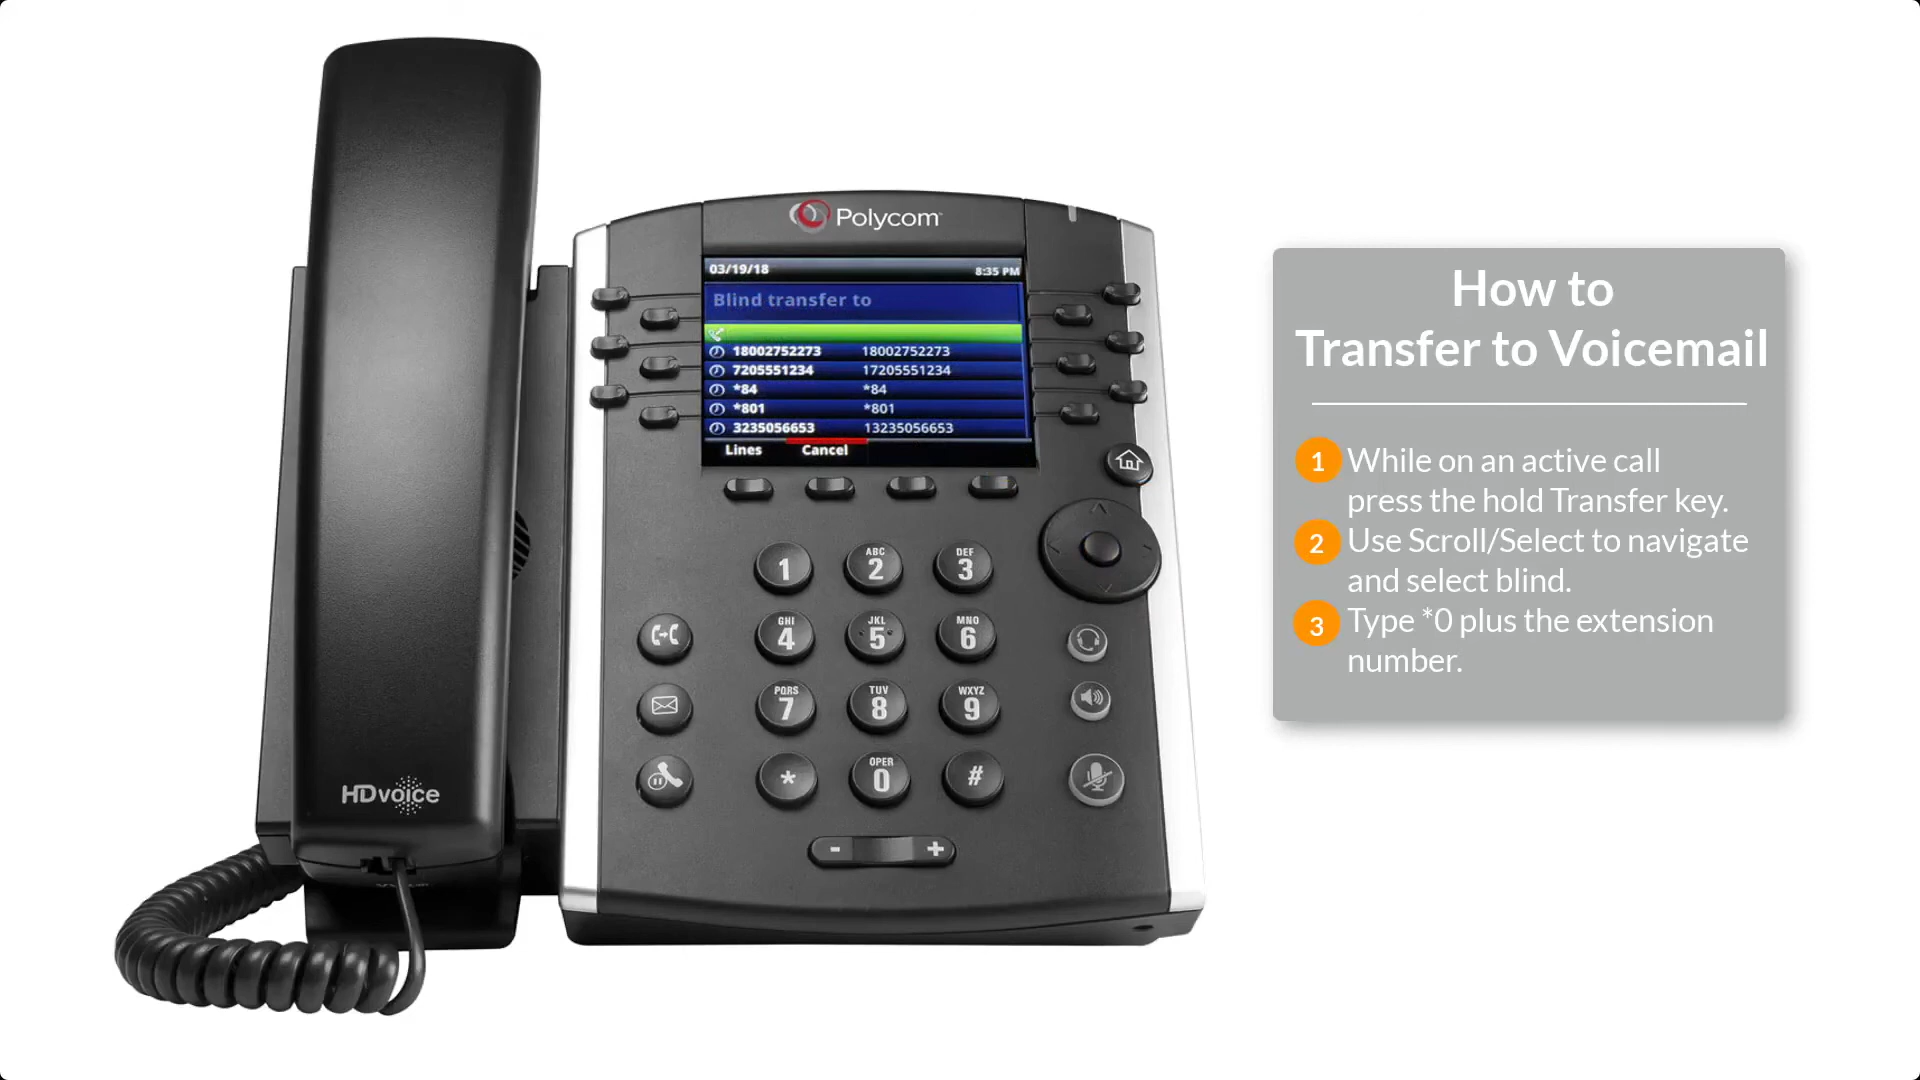 Polycom
03/19/18 8:35 PM
Blind transfer to
18002752273 18002752273
7205551234 17205551234
*84 *84
*801 *801
3235056653 13235056653
Lines Cancel
1 ABC 2 DEF 3
GHI 4 JKL 5 MNO 6
PQRS 7 TUV 8 WXYZ 9
* OPER 0 #
- +
HDvoice
How to
Transfer to Voicemail
1 While on an active call
press the hold Transfer key.
2 Use Scroll/Select to navigate
and select blind.
3 Type *0 plus the extension
number.